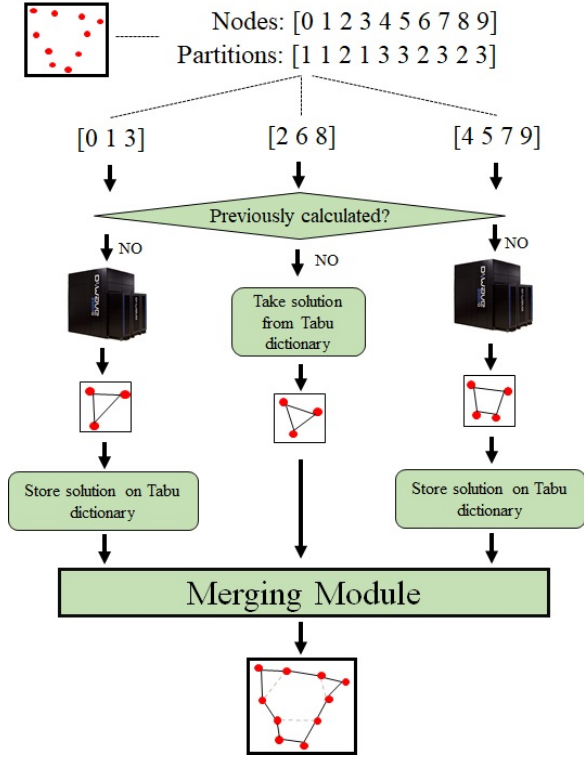 Nodes: [0 1 2 3 4 5 6 7 8 9]
Partitions: [1 1 2 1 3 3 2 3 2 3]
[0 1 3]
[2 6 8]
[4 5 7 9]
Previously calculated?
NO
NO
NO
Take solution
from Tabu
dictionary
Store solution on Tabu
dictionary
Store solution on Tabu
dictionary
Merging Module